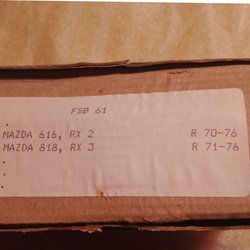 FSB 61
MAZDA 616, RX 2 R 70-76
MAZDA 818, RX 3 R 71-76
.
.
.